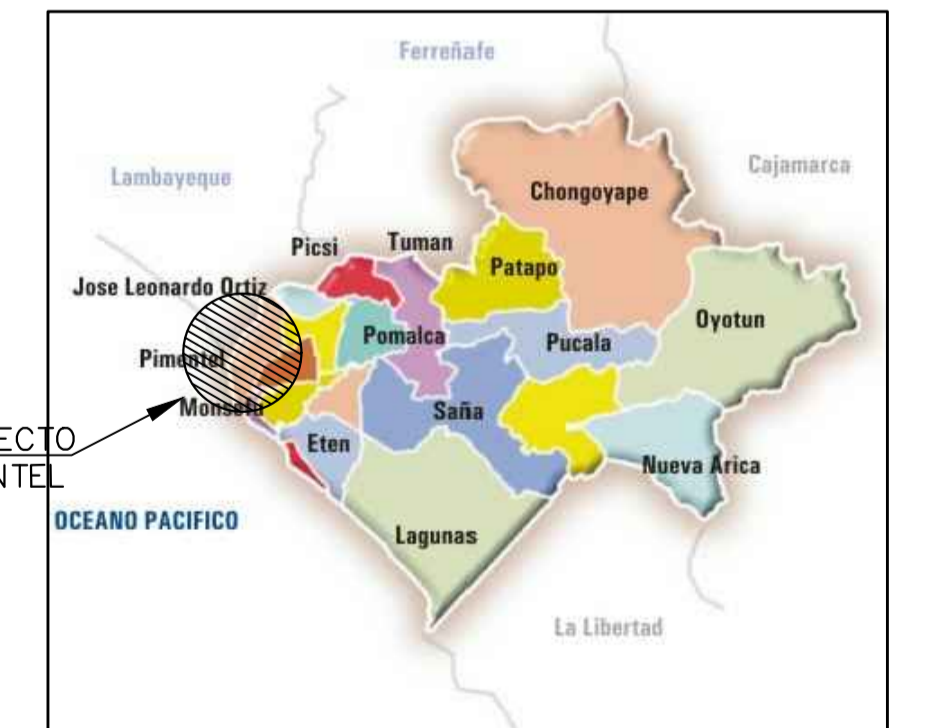 Ferreñafe
Lambayeque
Cajamarca
Chongoyape
Picsi
Tuman
Patapo
Jose Leonardo Ortiz
Oyotun
Pomalca
Pucala
Pimentel
Monsefu
Saña
ECTO
NTEL
Eten
Nueva Arica
OCEANO PACIFICO
Lagunas
La Libertad